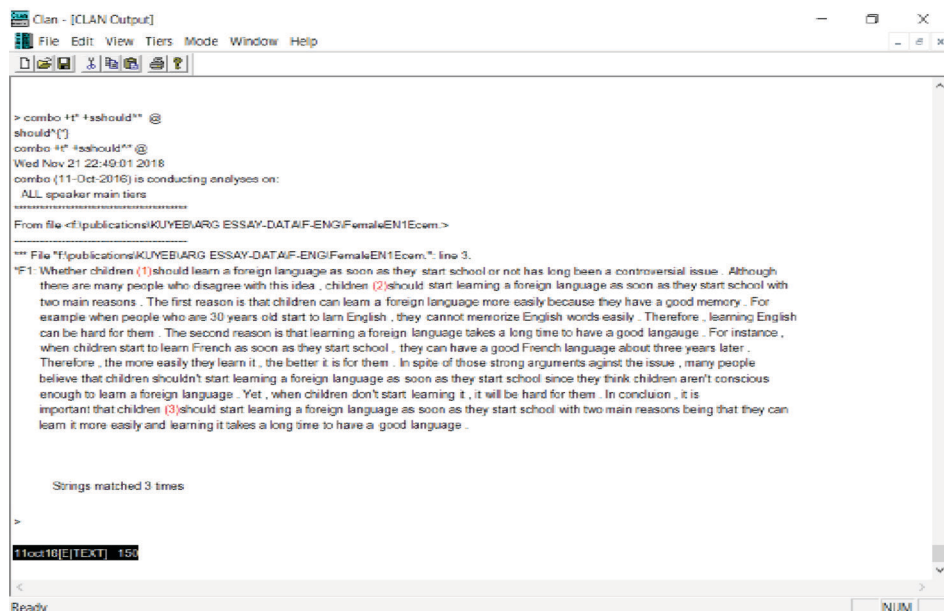 Clan - [CLAN Output]
File Edit View Tiers Mode Window Help
> combo +t* +sshould^* @
should^(*)
combo +t* +sshould^* @
Wed Nov 21 22:49:01 2018
combo (11-Oct-2016) is conducting analyses on:
ALL speaker main tiers
****************************************
From file <f:\publications\KUYEB\ARG ESSAY-DATA\F-ENG\FemaleEN1Ecem.>
----------------------------------------
*** File "f:\publications\KUYEB\ARG ESSAY-DATA\F-ENG\FemaleEN1Ecem.": line 3.
*F1: Whether children (1)should learn a foreign language as soon as they start school or not has long been a controversial issue . Although
there are many people who disagree with this idea , children (2)should start learning a foreign language as soon as they start school with
two main reasons . The first reason is that children can learn a foreign language more easily because they have a good memory . For
example when people who are 30 years old start to larn English , they cannot memorize English words easily . Therefore , learning English
can be hard for them . The second reason is that learning a foreign language takes a long time to have a good langauge . For instance ,
when children start to learn French as soon as they start school , they can have a good French language about three years later .
Therefore , the more easily they learn it , the better it is for them . In spite of those strong arguments aginst the issue , many people
believe that children shouldn't start learning a foreign language as soon as they start school since they think children aren't conscious
enough to learn a foreign language . Yet , when children don't start learning it , it will be hard for them . In concluion , it is
important that children (3)should start learning a foreign language as soon as they start school with two main reasons being that they can
learn it more easily and learning it takes a long time to have a good language .
Strings matched 3 times
>
11oct16[E|TEXT] 150
Ready NUM